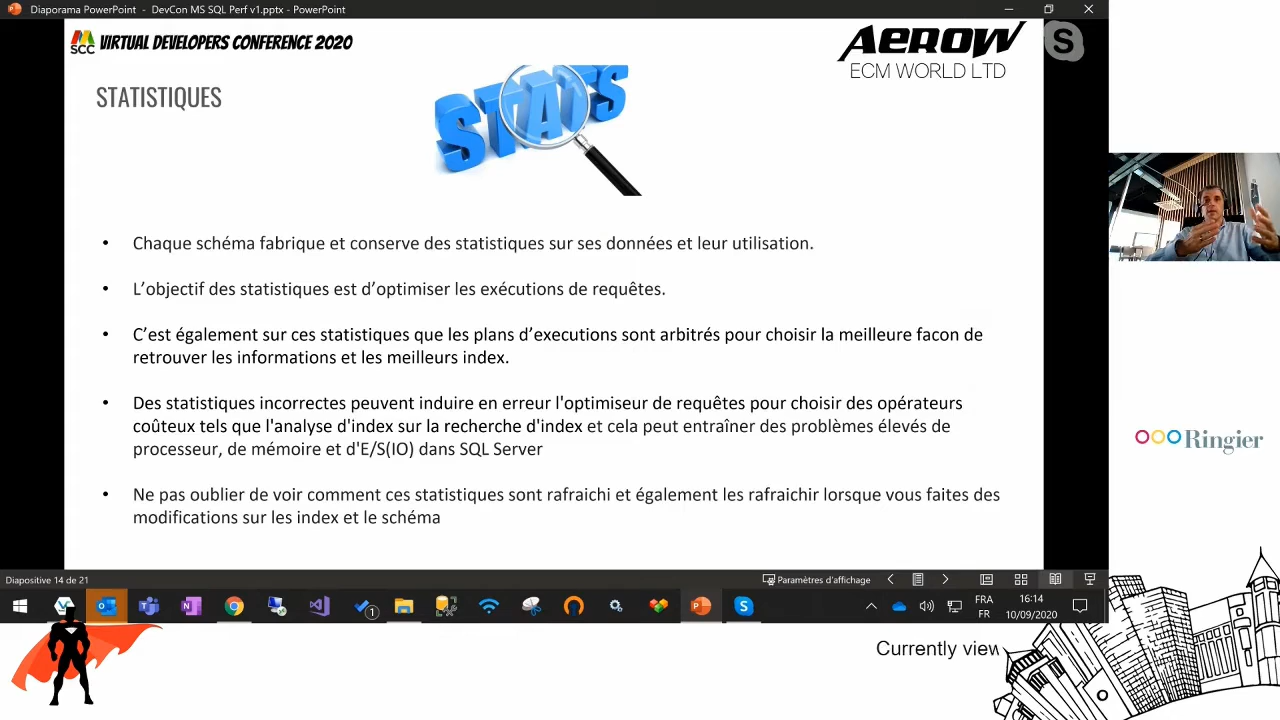 Diaporama PowerPoint - DevCon MS SQL Perf v1.pptx - PowerPoint
SCC VIRTUAL DEVELOPERS CONFERENCE 2020
AEROW
ECM WORLD LTD
S
STATISTIQUES
STATS
• Chaque schéma fabrique et conserve des statistiques sur ses données et leur utilisation.
• L’objectif des statistiques est d’optimiser les exécutions de requêtes.
• C’est également sur ces statistiques que les plans d’executions sont arbitrés pour choisir la meilleure facon de
retrouver les informations et les meilleurs index.
• Des statistiques incorrectes peuvent induire en erreur l'optimiseur de requêtes pour choisir des opérateurs
coûteux tels que l'analyse d'index sur la recherche d'index et cela peut entraîner des problèmes élevés de
processeur, de mémoire et d'E/S(IO) dans SQL Server
• Ne pas oublier de voir comment ces statistiques sont rafraichi et également les rafraichir lorsque vous faites des
modifications sur les index et le schéma
Ringier
Diapositive 14 de 21
Paramètres d'affichage
1
FRA
FR
16:14
10/09/2020
Currently view